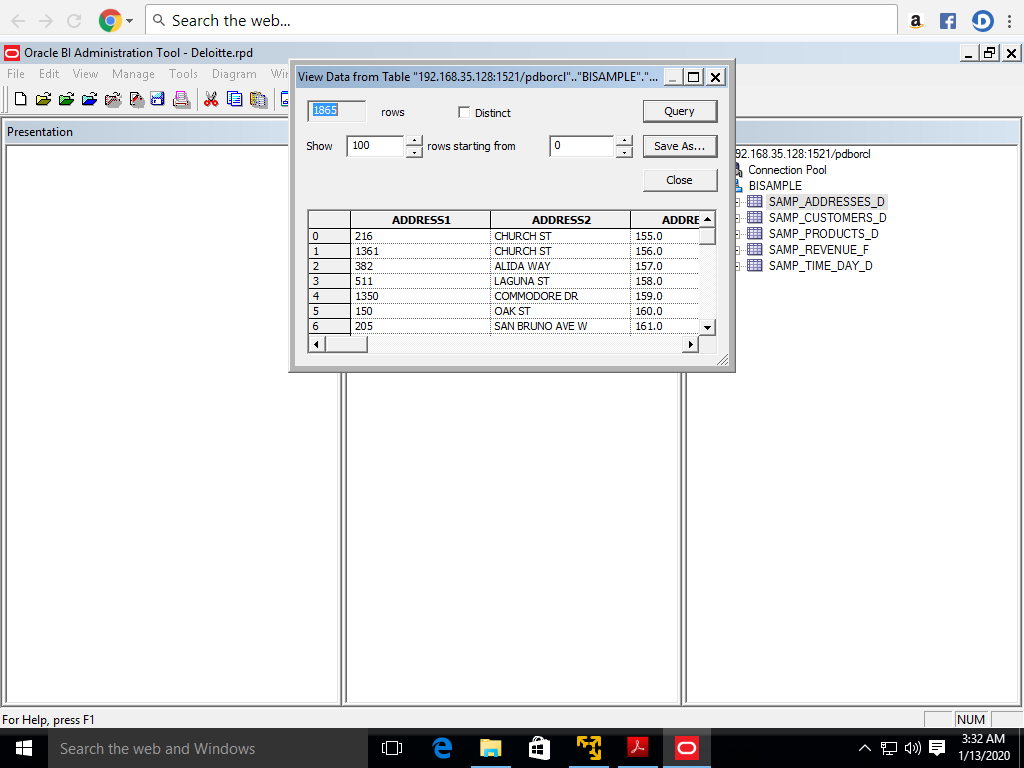 Search the web...
Oracle BI Administration Tool - Deloitte.rpd
File Edit View Manage Tools Diagram Win
View Data from Table "192.168.35.128:1521/pdborcl".."BISAMPLE"."...
1865 rows
Distinct
Query
Show 100 rows starting from 0
Save As...
Close
ADDRESS1 ADDRESS2 ADDRE
0 216 CHURCH ST 155.0
1 1361 CHURCH ST 156.0
2 382 ALIDA WAY 157.0
3 511 LAGUNA ST 158.0
4 1350 COMMODORE DR 159.0
5 150 OAK ST 160.0
6 205 SAN BRUNO AVE W 161.0
Presentation
92.168.35.128:1521/pdborcl
Connection Pool
BISAMPLE
SAMP_ADDRESSES_D
SAMP_CUSTOMERS_D
SAMP_PRODUCTS_D
SAMP_REVENUE_F
SAMP_TIME_DAY_D
For Help, press F1
NUM
Search the web and Windows
3:32 AM
1/13/2020